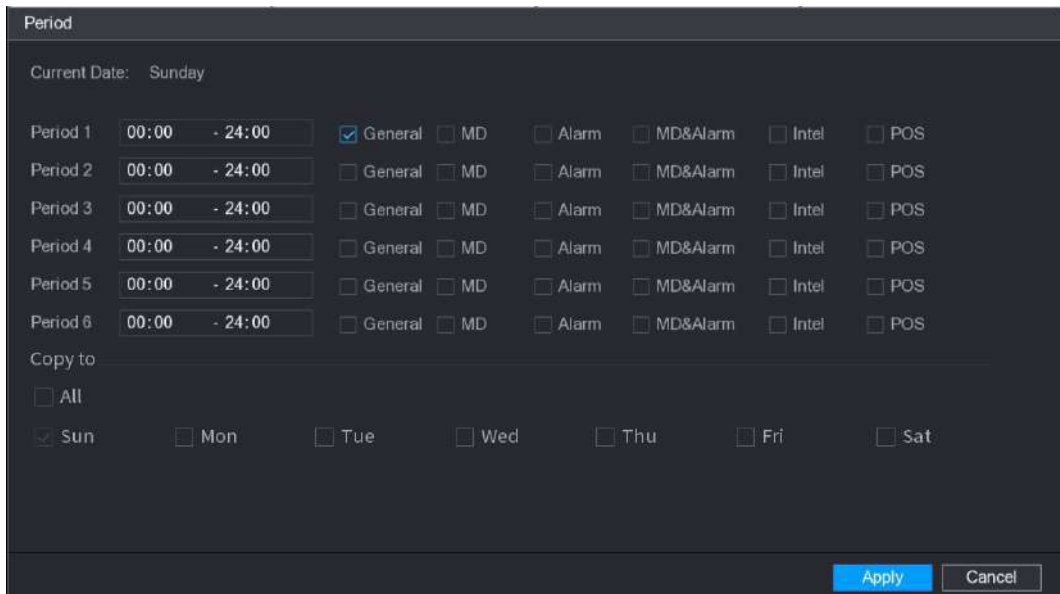 Period
Current Date: Sunday
Period 1 00:00 - 24:00 General MD Alarm MD&Alarm Intel POS
Period 2 00:00 - 24:00 General MD Alarm MD&Alarm Intel POS
Period 3 00:00 - 24:00 General MD Alarm MD&Alarm Intel POS
Period 4 00:00 - 24:00 General MD Alarm MD&Alarm Intel POS
Period 5 00:00 - 24:00 General MD Alarm MD&Alarm Intel POS
Period 6 00:00 - 24:00 General MD Alarm MD&Alarm Intel POS
Copy to
All
Sun Mon Tue Wed Thu Fri Sat
Apply Cancel